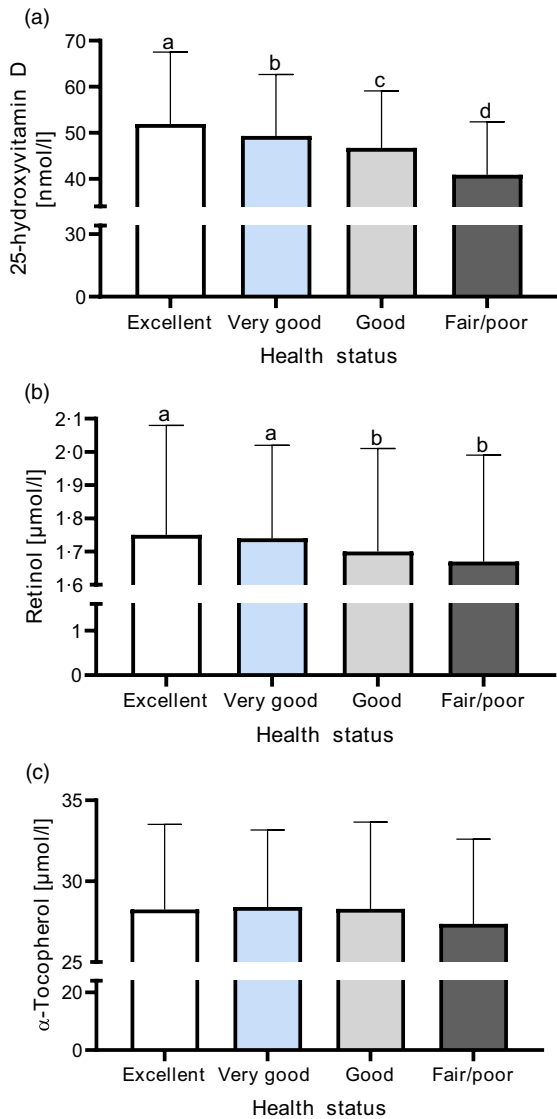 (a)
25-hydroxyvitamin D
[nmol/l]
70
60
50
40
30
0
a
b
c
d
Excellent Very good Good Fair/poor
Health status
(b)
Retinol [µmol/l]
2·1
2·0
1·9
1·8
1·7
1·6
1
0
a
a
b
b
Excellent Very good Good Fair/poor
Health status
(c)
α-Tocopherol [µmol/l]
35
30
25
20
0
Excellent Very good Good Fair/poor
Health status